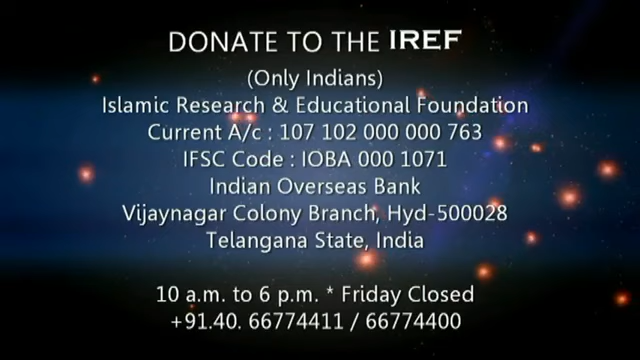 DONATE TO THE IREF
(Only Indians)
Islamic Research & Educational Foundation
Current A/c : 107 102 000 000 763
IFSC Code : IOBA 000 1071
Indian Overseas Bank
Vijaynagar Colony Branch, Hyd-500028
Telangana State, India
10 a.m. to 6 p.m. * Friday Closed
+91.40. 66774411 / 66774400